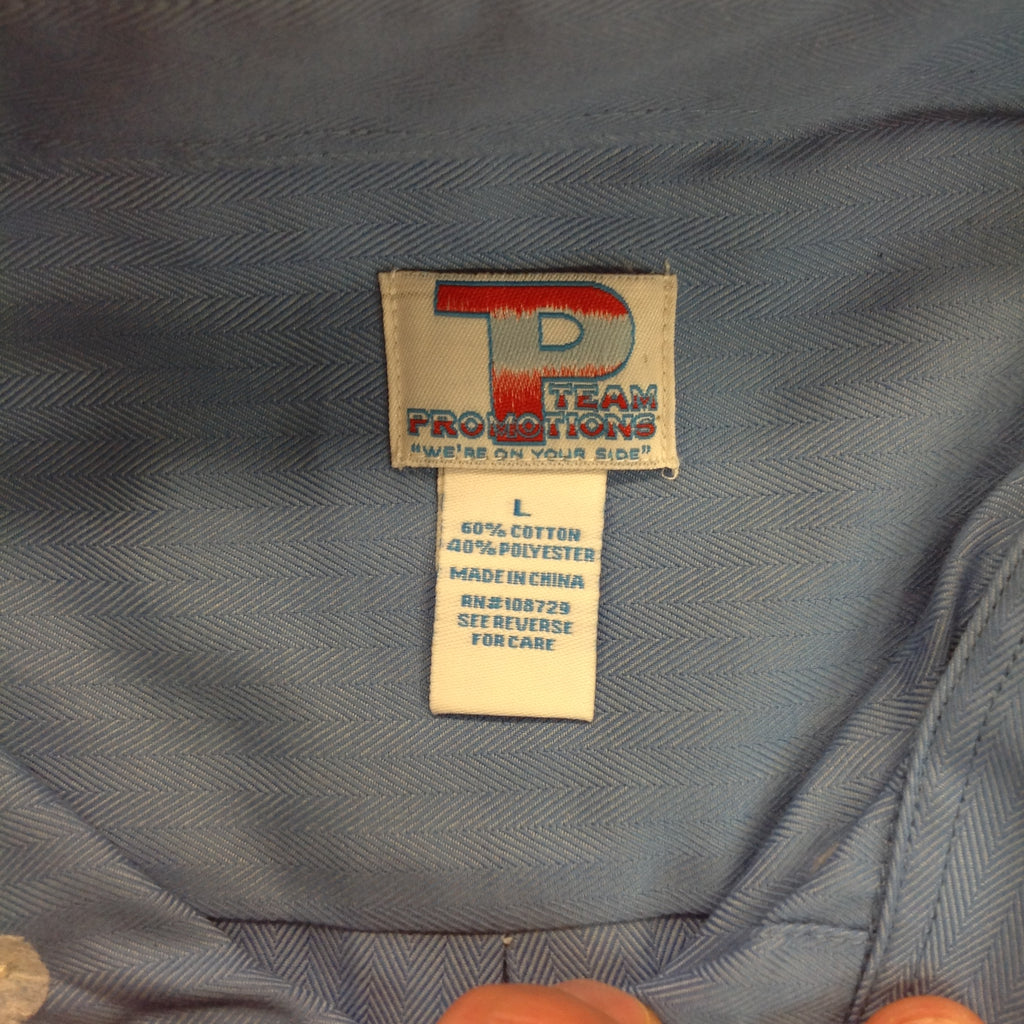 P
TEAM
PROMOTIONS
"WE'RE ON YOUR SIDE"
L
60% COTTON
40% POLYESTER
MADE IN CHINA
RN#108729
SEE REVERSE
FOR CARE